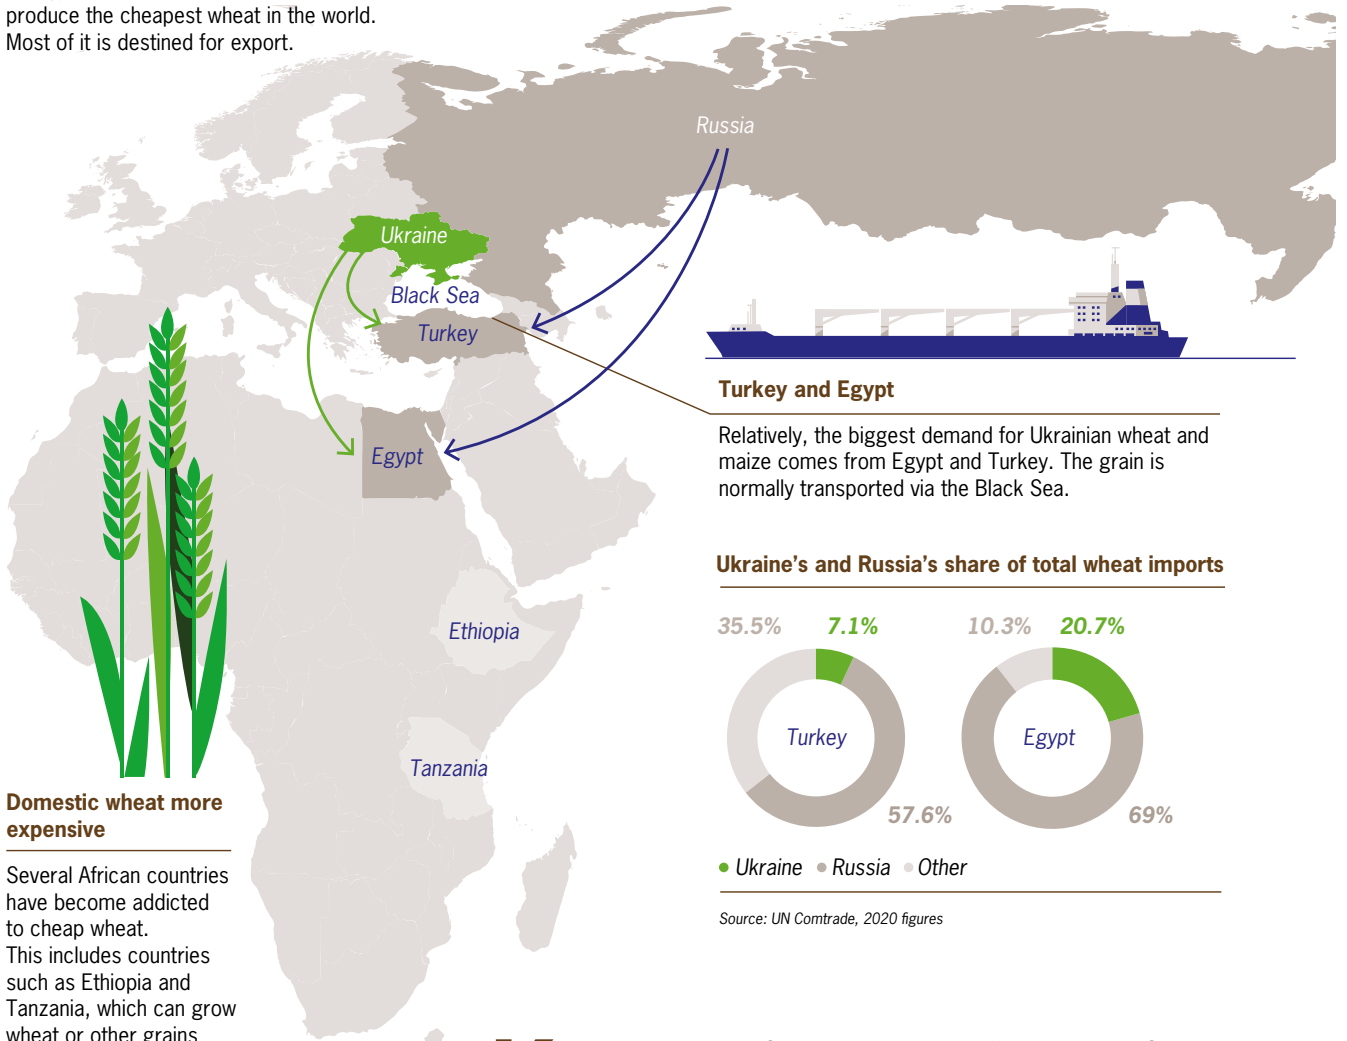 produce the cheapest wheat in the world.
Most of it is destined for export.
Russia
Ukraine
Black Sea
Turkey
Egypt
Ethiopia
Tanzania
Turkey and Egypt
Relatively, the biggest demand for Ukrainian wheat and
maize comes from Egypt and Turkey. The grain is
normally transported via the Black Sea.
Ukraine’s and Russia’s share of total wheat imports
35.5% 7.1% 10.3% 20.7%
Turkey Egypt
57.6% 69%
• Ukraine • Russia • Other
Source: UN Comtrade, 2020 figures
Domestic wheat more
expensive
Several African countries
have become addicted
to cheap wheat.
This includes countries
such as Ethiopia and
Tanzania, which can grow
wheat or other grains